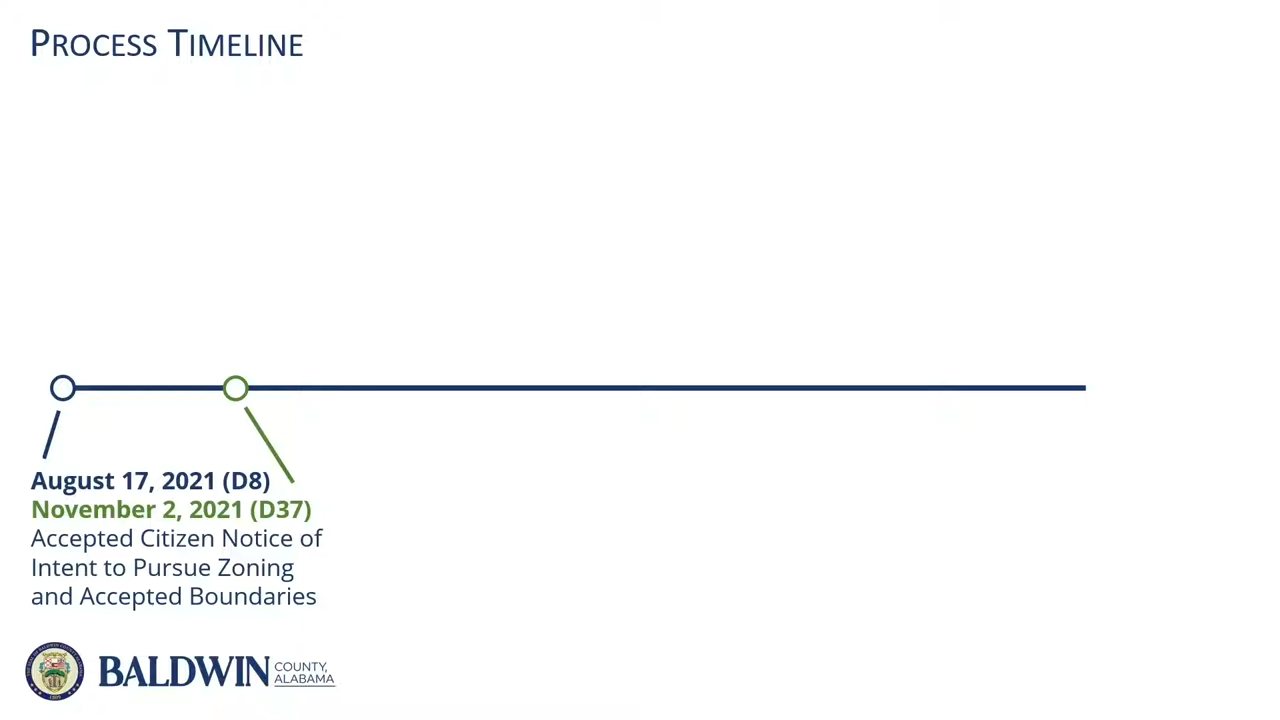 PROCESS TIMELINE
August 17, 2021 (D8)
November 2, 2021 (D37)
Accepted Citizen Notice of
Intent to Pursue Zoning
and Accepted Boundaries
BALDWIN COUNTY,
ALABAMA